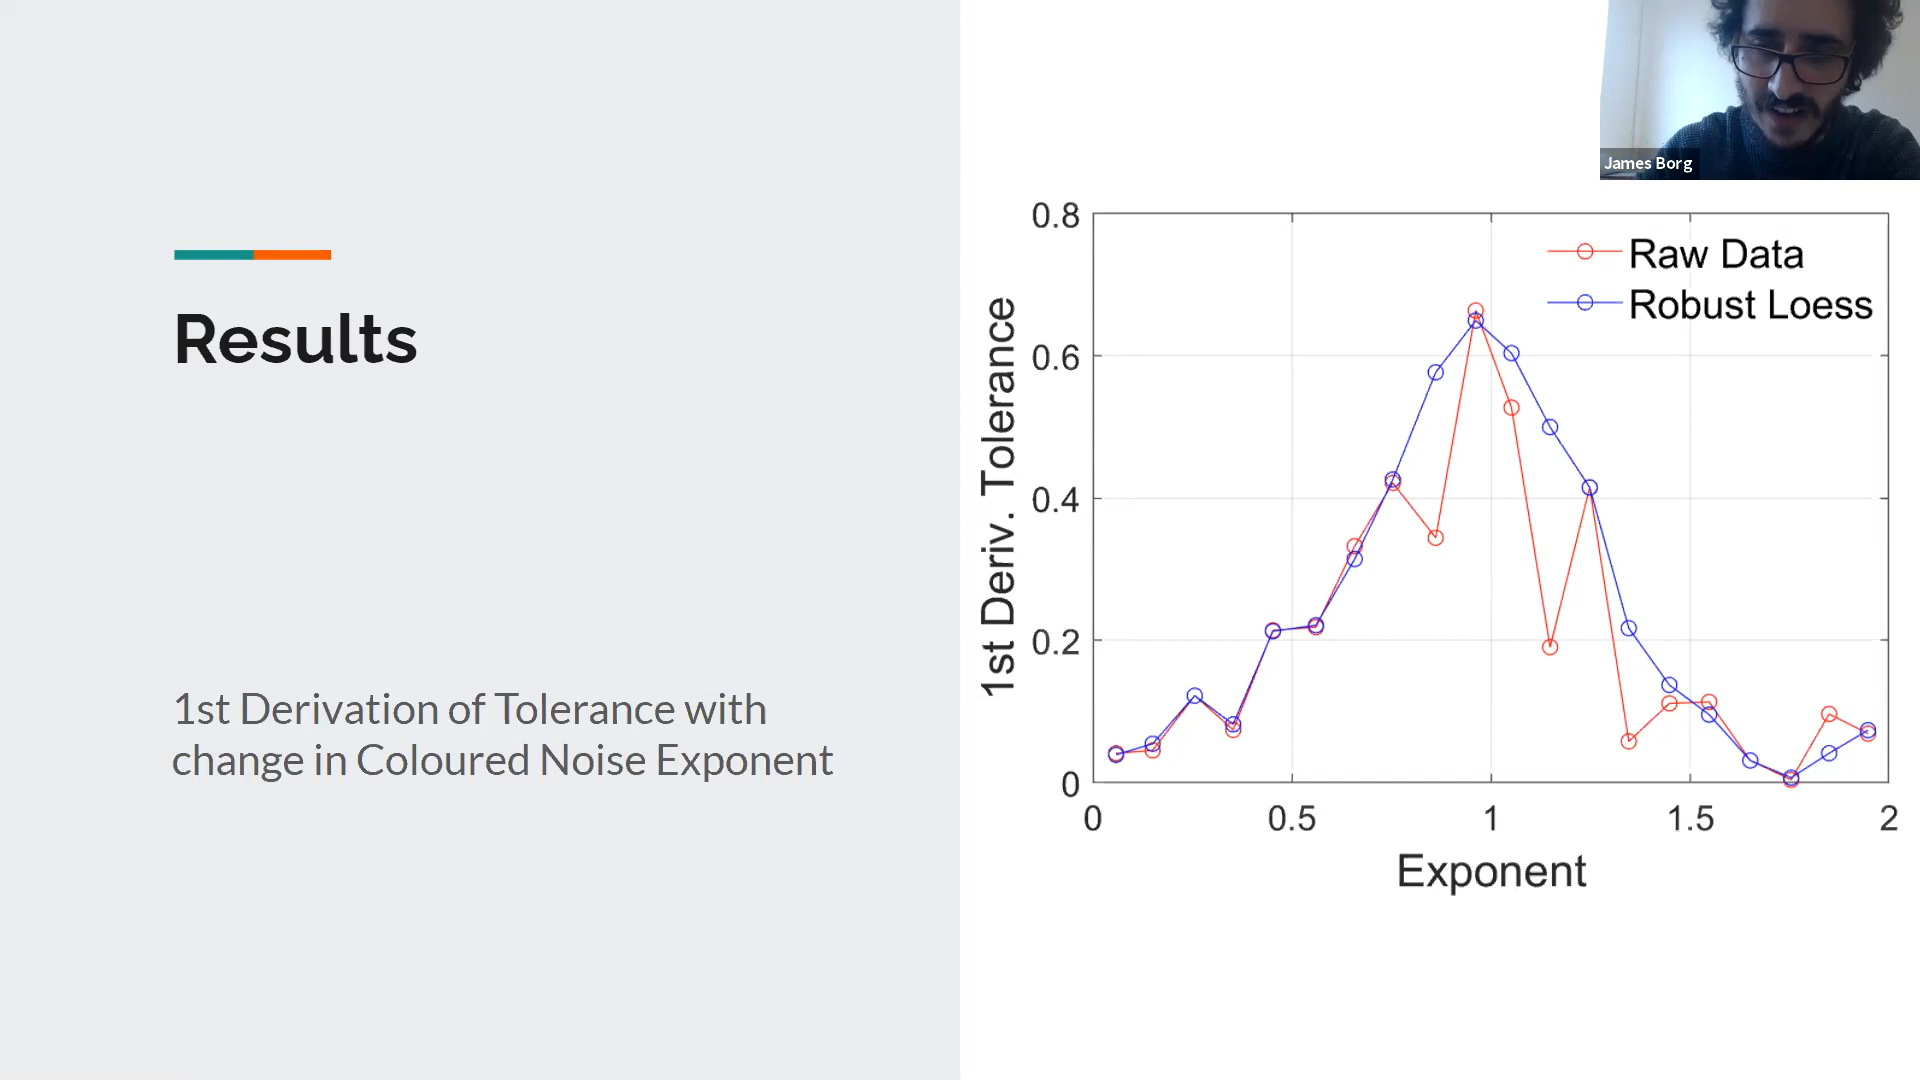 James Borg
Results
1st Derivation of Tolerance with
change in Coloured Noise Exponent
1st Deriv. Tolerance
0.8
0.6
0.4
0.2
0
Raw Data
Robust Loess
0 0.5 1 1.5 2
Exponent